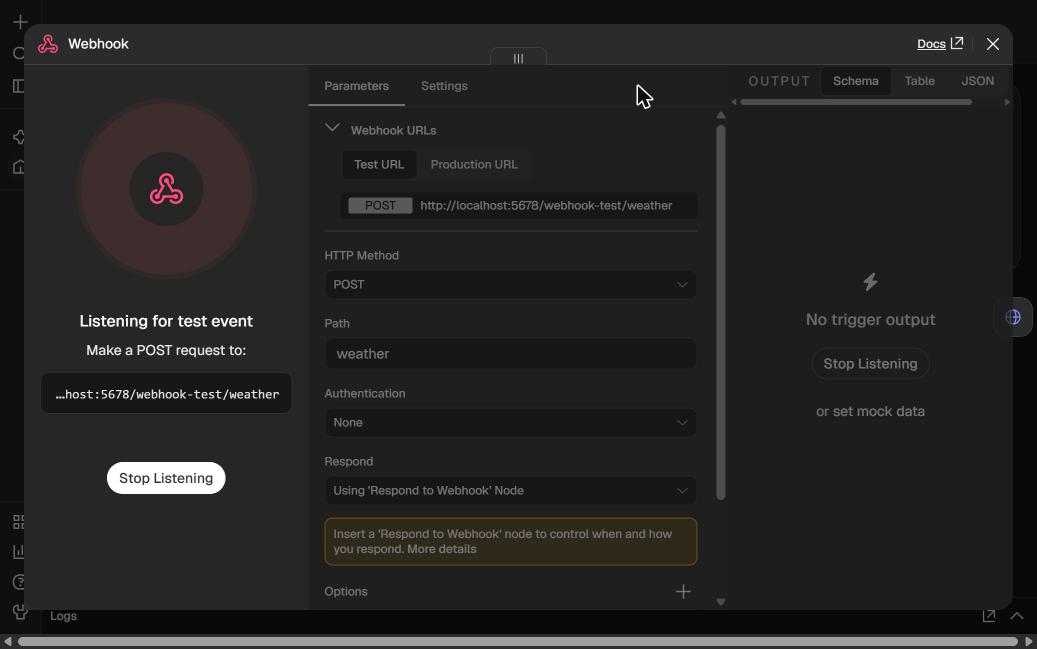 Webhook
Docs
Listening for test event
Make a POST request to:
...host:5678/webhook-test/weather
Stop Listening
Parameters
Settings
Webhook URLs
Test URL
Production URL
POST
http://localhost:5678/webhook-test/weather
HTTP Method
POST
Path
weather
Authentication
None
Respond
Using 'Respond to Webhook' Node
Insert a 'Respond to Webhook' node to control when and how
you respond. More details
Options
OUTPUT
Schema
Table
JSON
No trigger output
Stop Listening
or set mock data
Logs